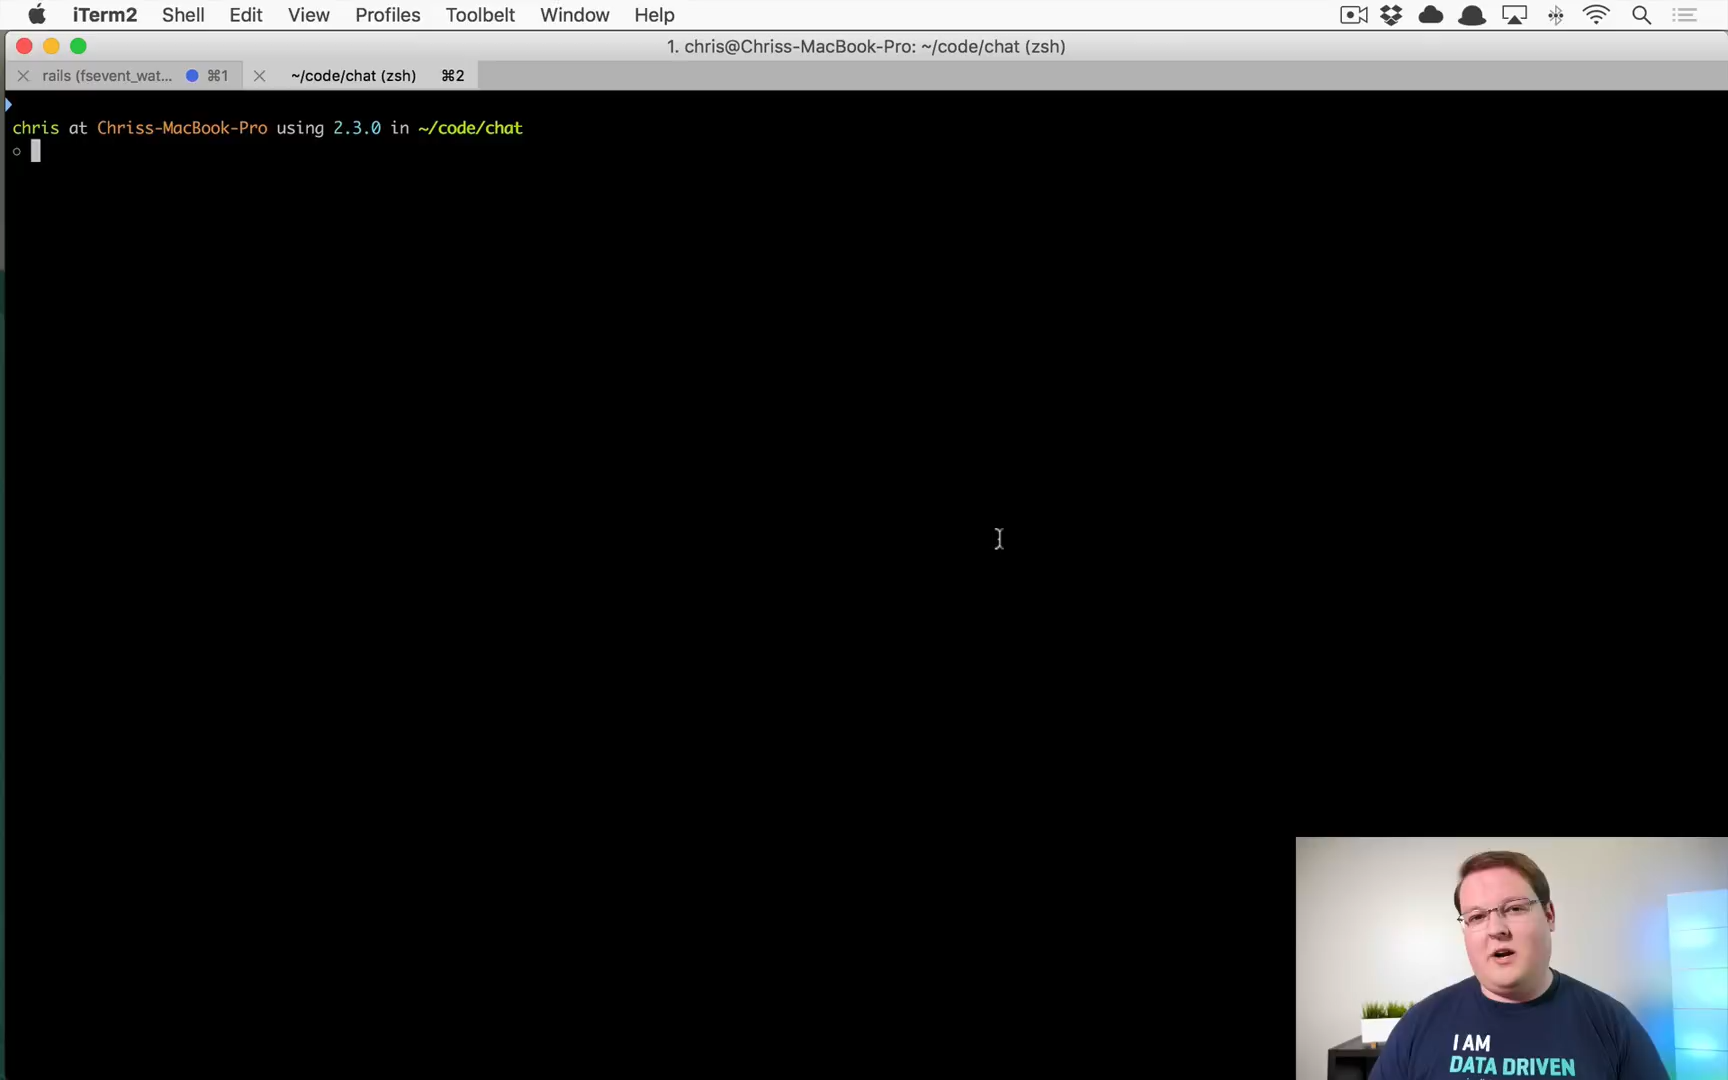 iTerm2 Shell Edit View Profiles Toolbelt Window Help
1. chris@Chriss-MacBook-Pro: ~/code/chat (zsh)
rails (fsevent_wat... ⌘1 ~/code/chat (zsh) ⌘2
chris at Chriss-MacBook-Pro using 2.3.0 in ~/code/chat
I AM
DATA DRIVEN